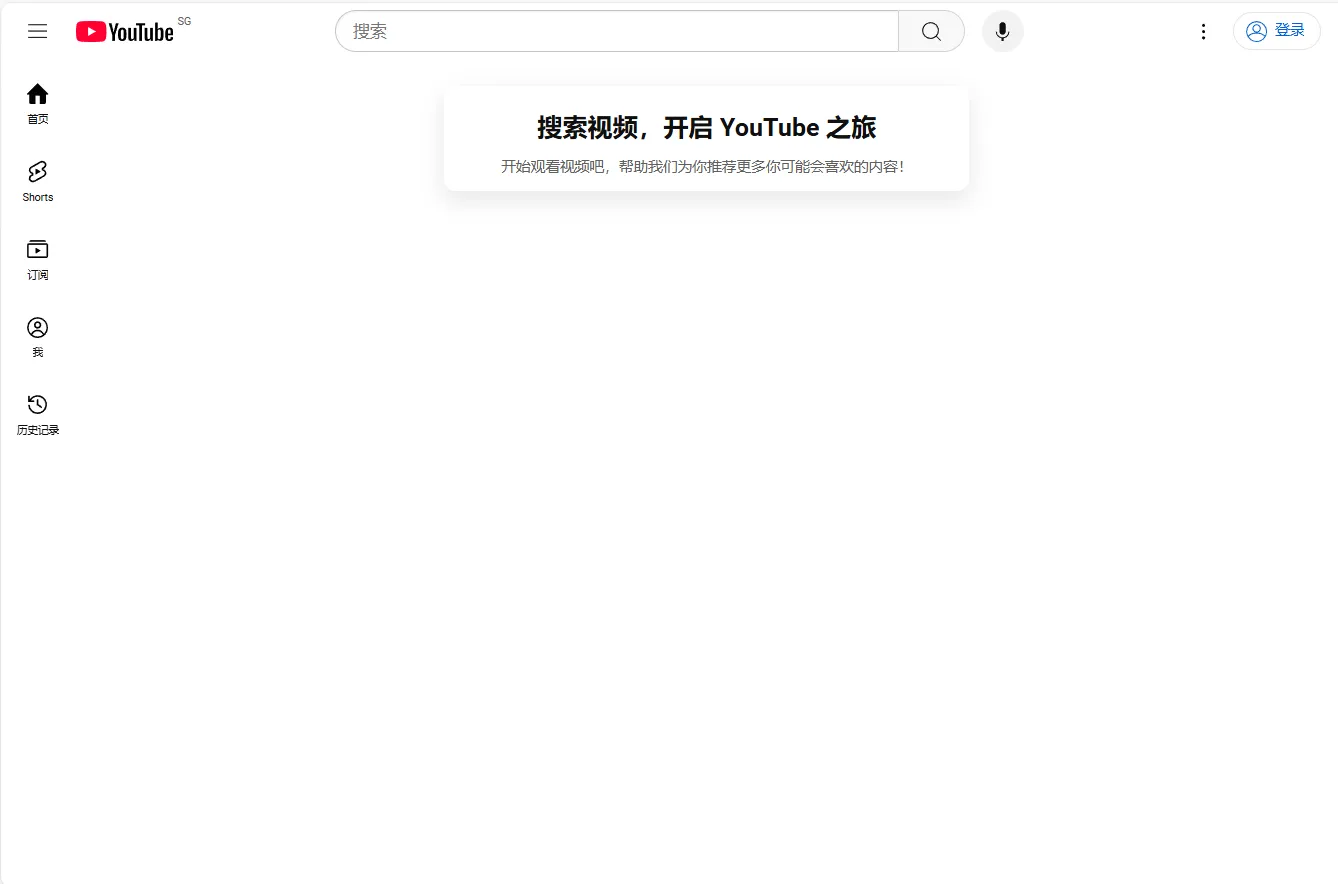 YouTube SG
搜索
登录
首页
Shorts
订阅
我
历史记录
搜索视频，开启 YouTube 之旅
开始观看视频吧，帮助我们为你推荐更多你可能会喜欢的内容！